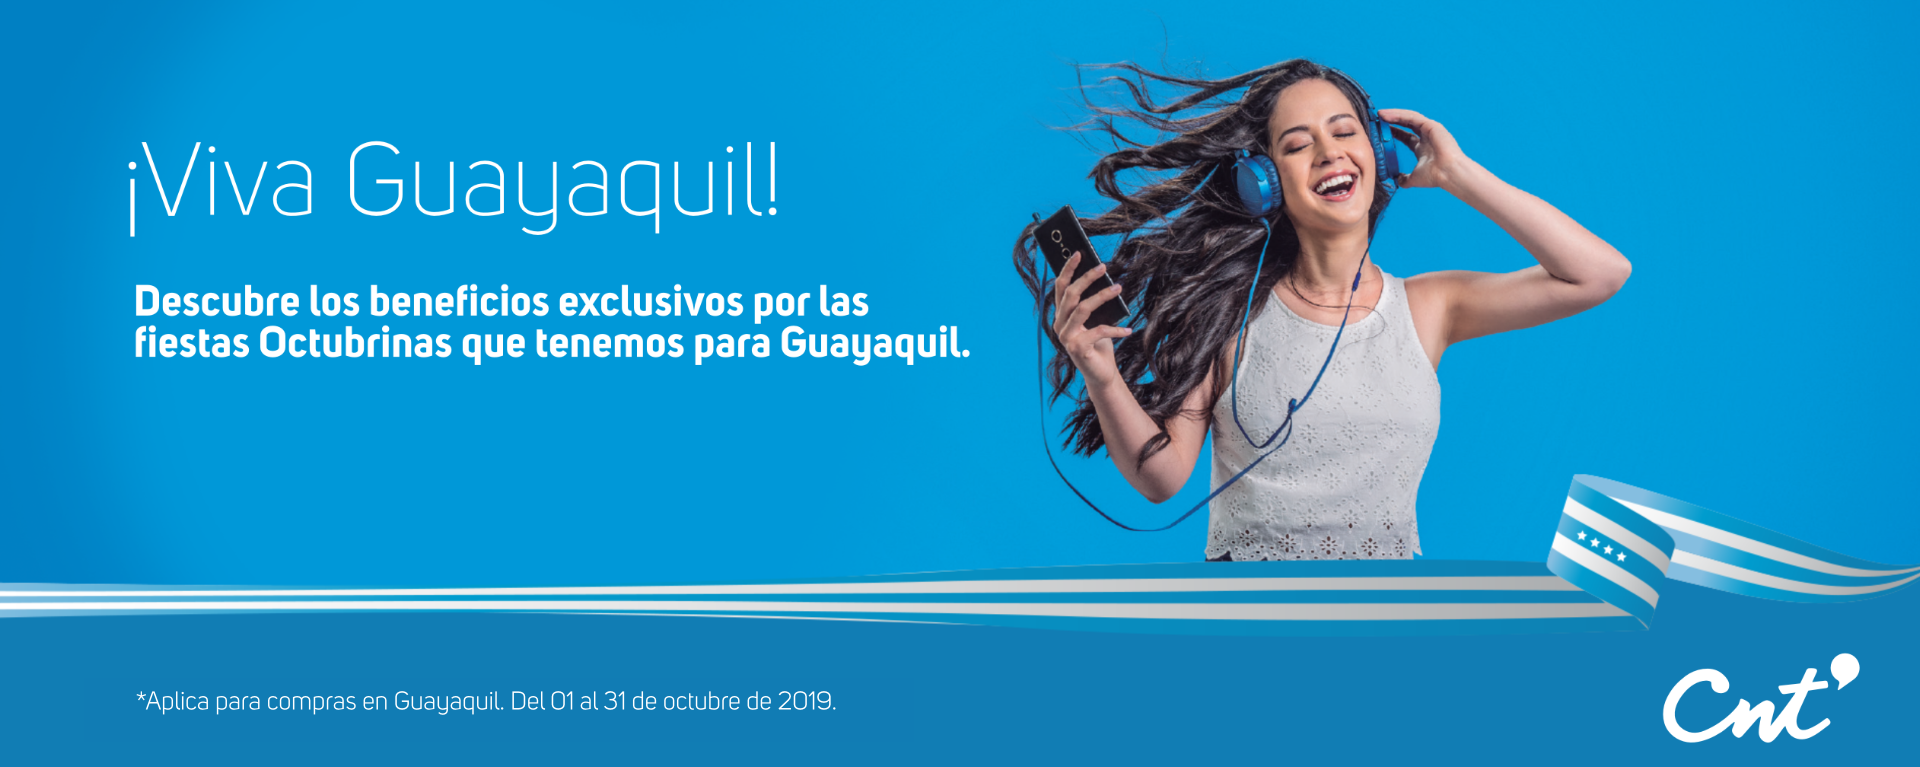 ¡Viva Guayaquil!
Descubre los beneficios exclusivos por las
fiestas Octubrinas que tenemos para Guayaquil.
*Aplica para compras en Guayaquil. Del 01 al 31 de octubre de 2019.
Cnt